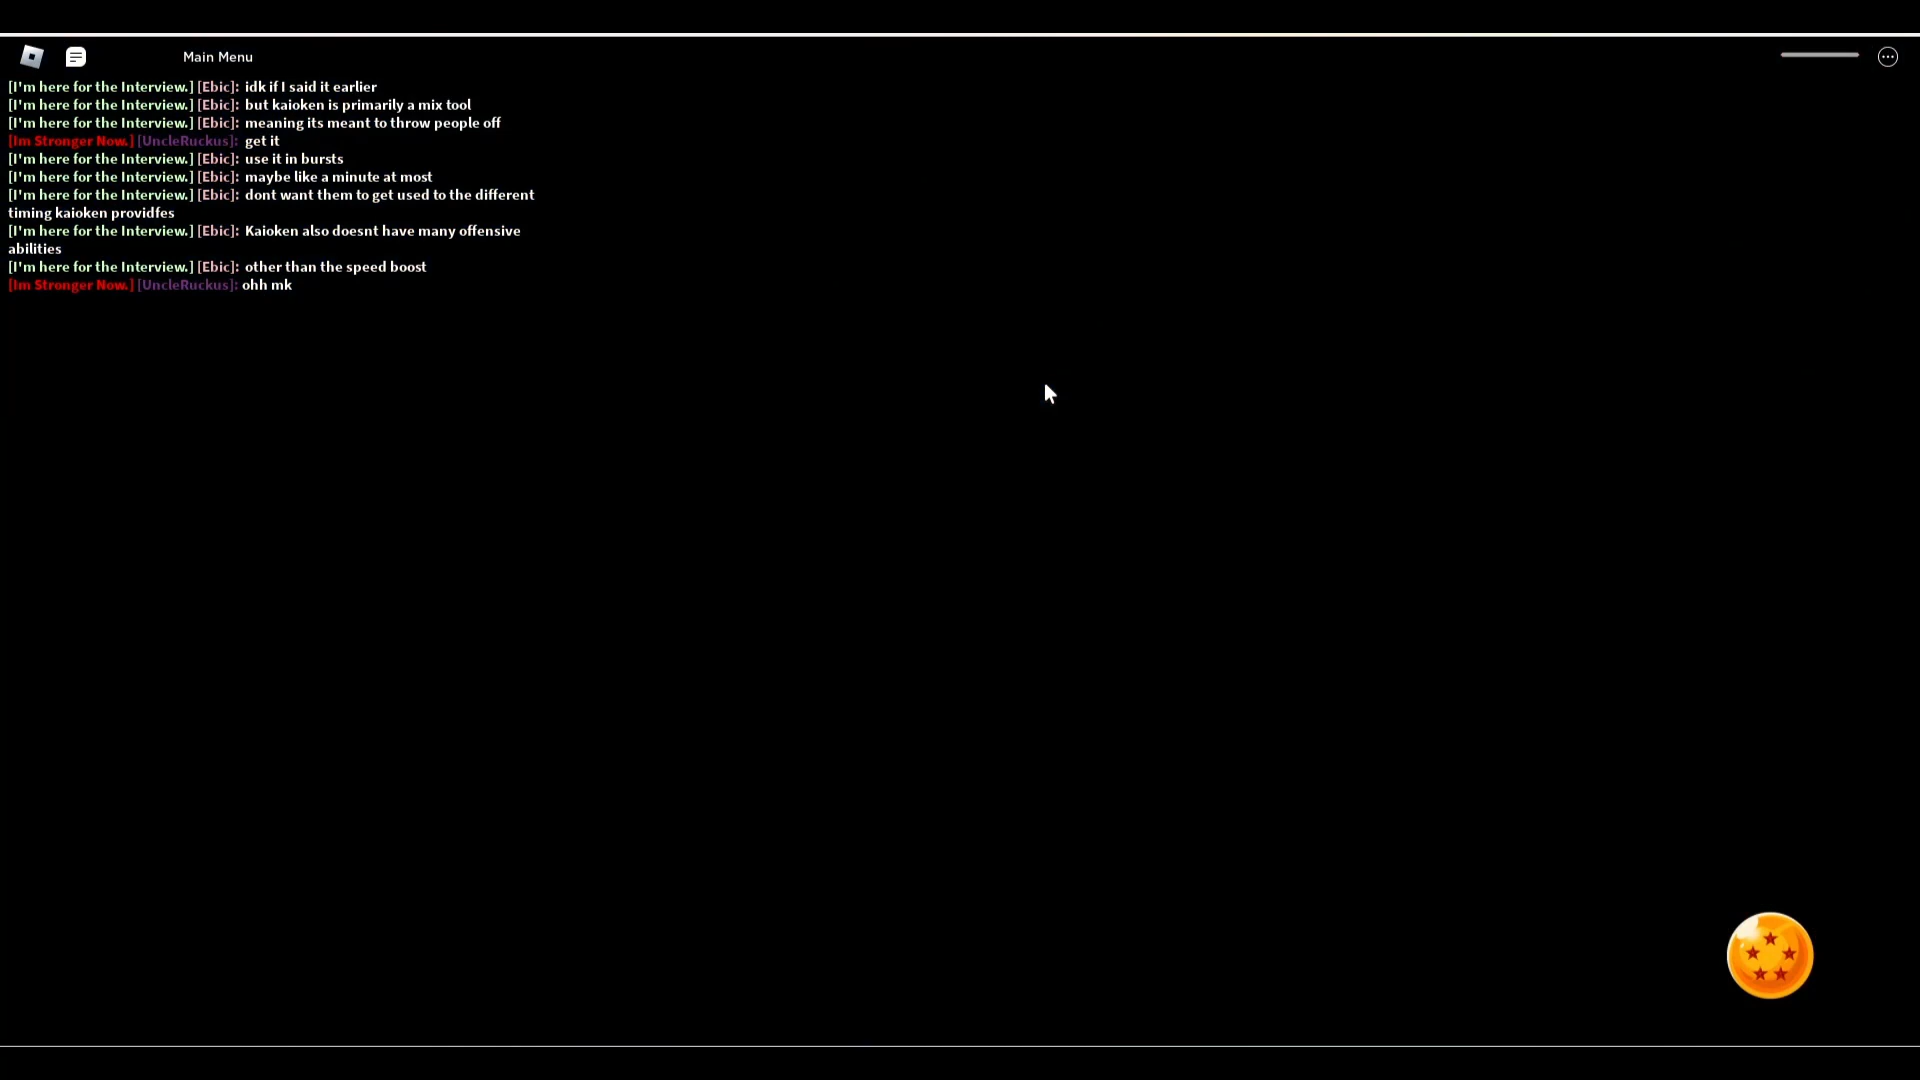 Main Menu
[I'm here for the Interview.] [Ebic]: idk if I said it earlier
[I'm here for the Interview.] [Ebic]: but kaioken is primarily a mix tool
[I'm here for the Interview.] [Ebic]: meaning its meant to throw people off
[Im Stronger Now.] [UncleRuckus]: get it
[I'm here for the Interview.] [Ebic]: use it in bursts
[I'm here for the Interview.] [Ebic]: maybe like a minute at most
[I'm here for the Interview.] [Ebic]: dont want them to get used to the different
timing kaioken providfes
[I'm here for the Interview.] [Ebic]: Kaioken also doesnt have many offensive
abilities
[I'm here for the Interview.] [Ebic]: other than the speed boost
[Im Stronger Now.] [UncleRuckus]: ohh mk